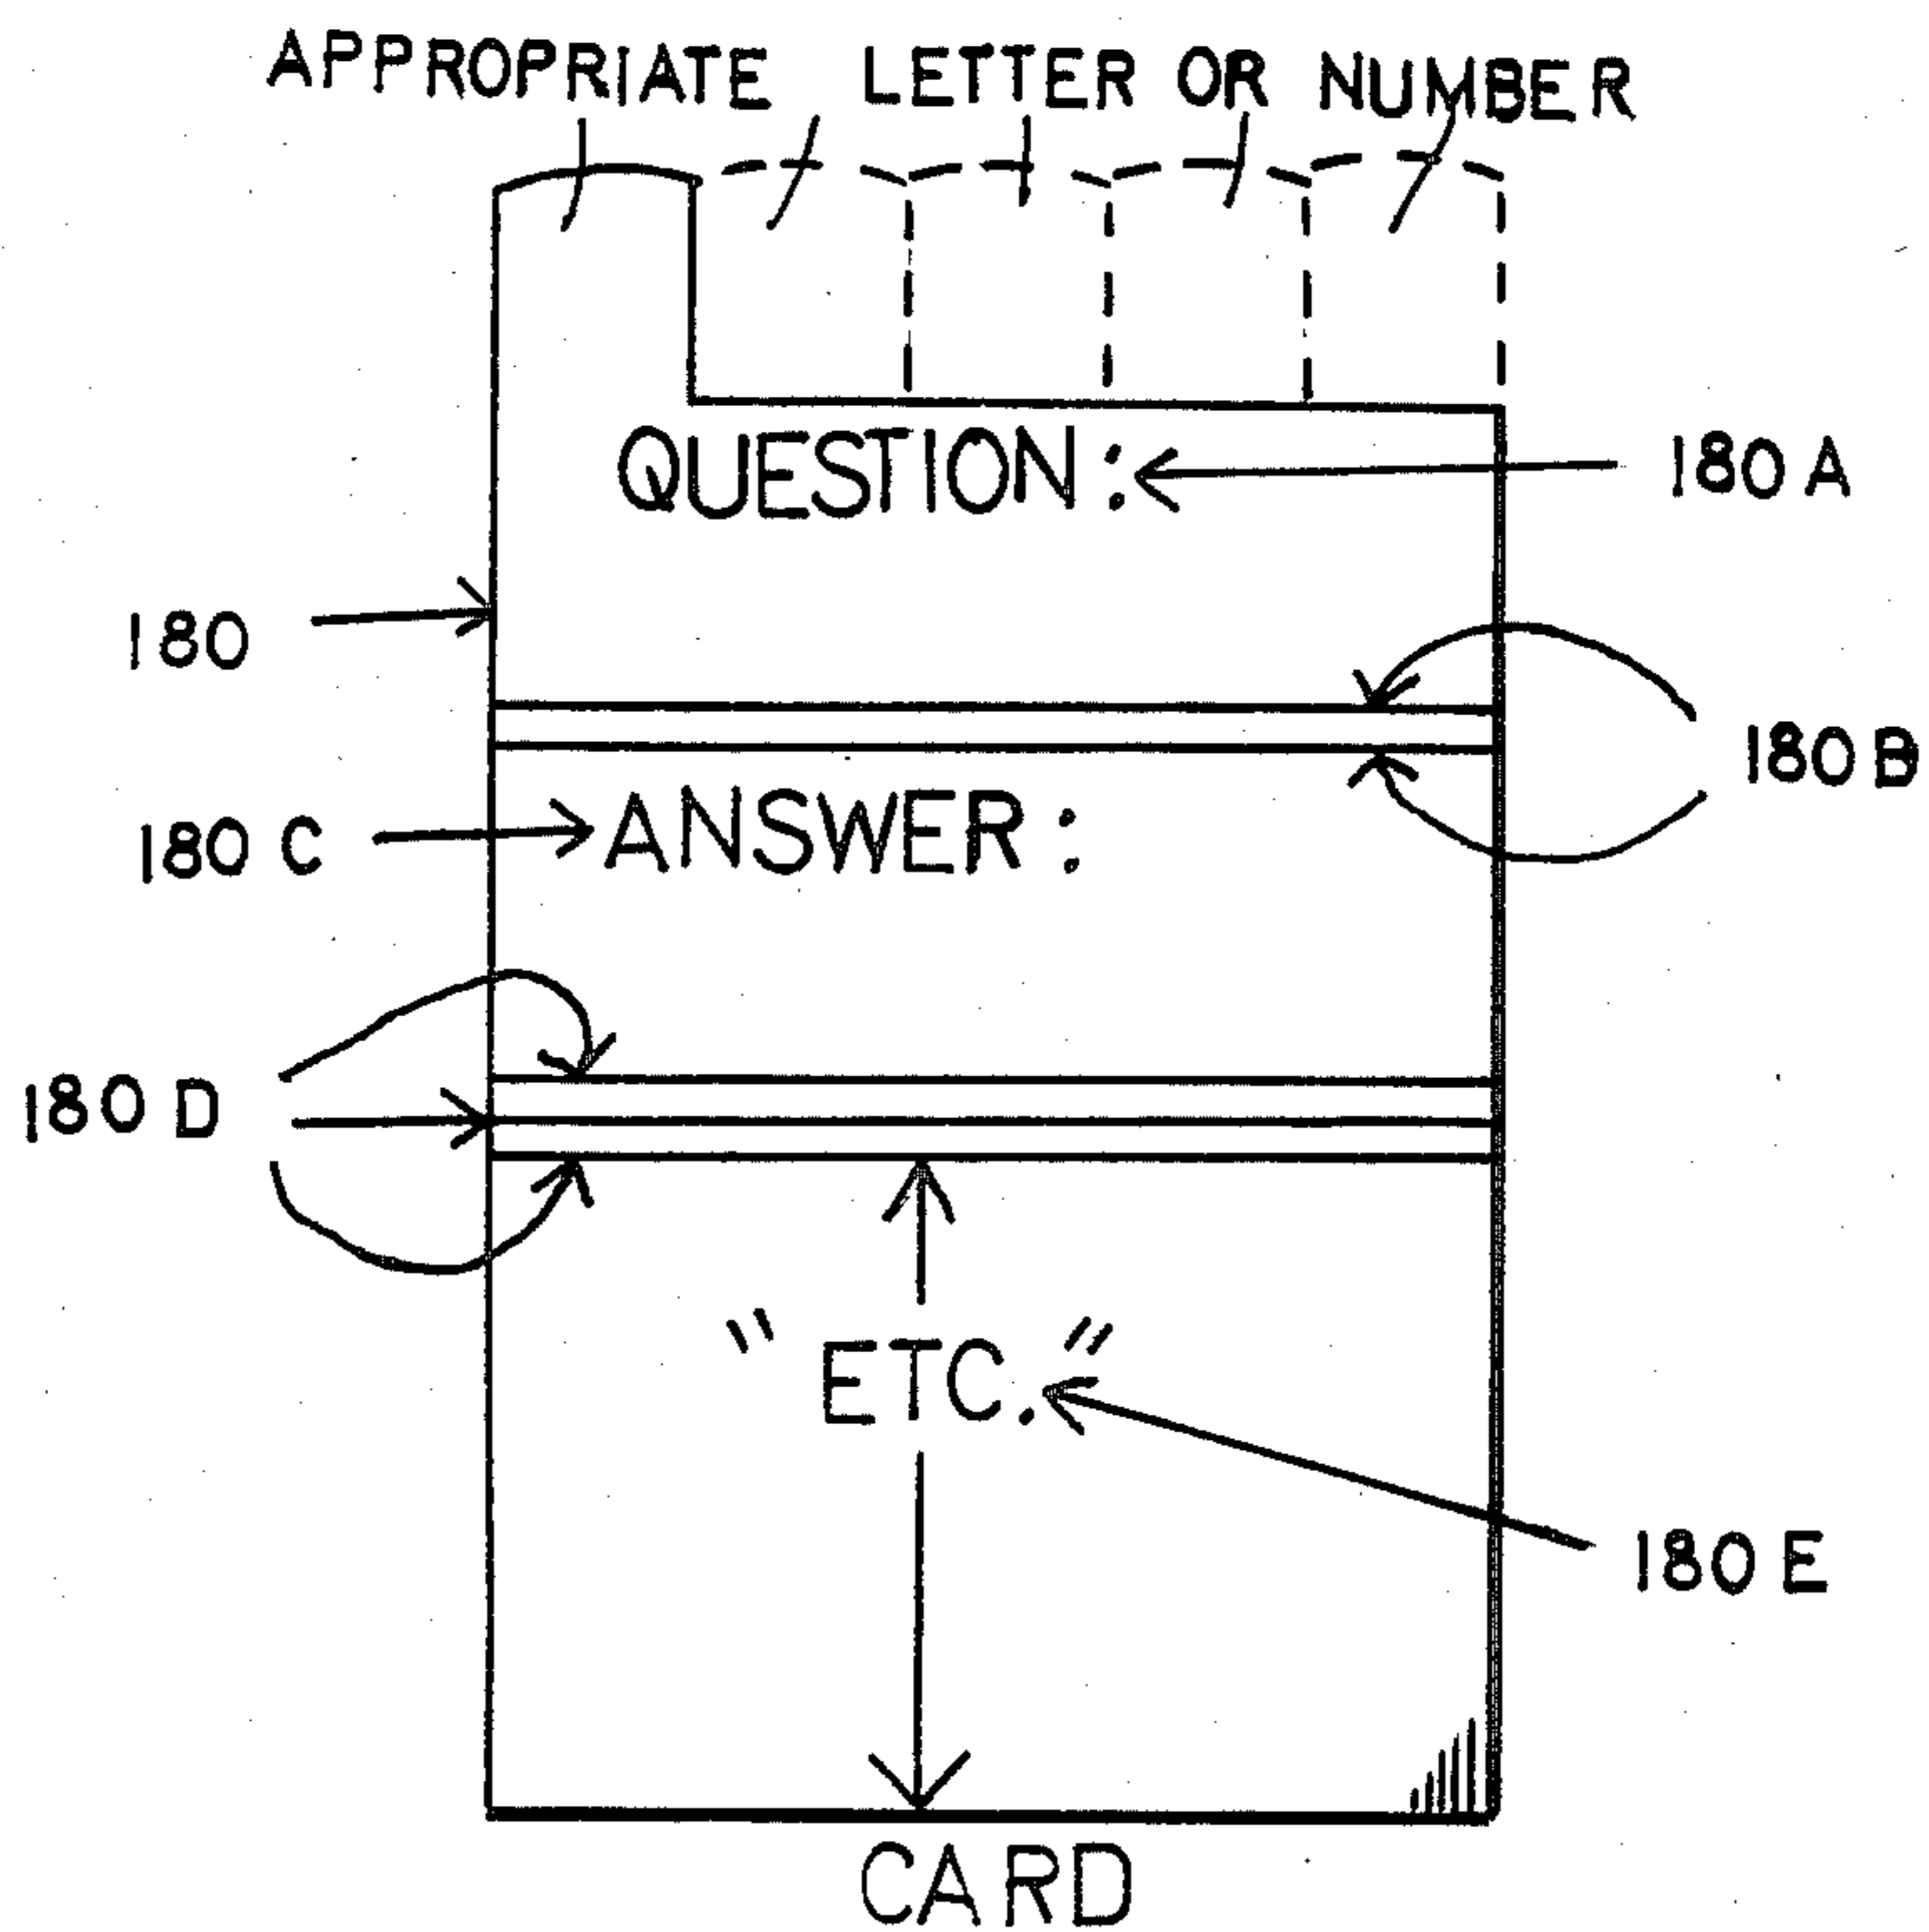 APPROPRIATE LETTER OR NUMBER
QUESTION:
180 A
180
180 B
180 C
ANSWER:
180 D
"ETC."
180 E
CARD